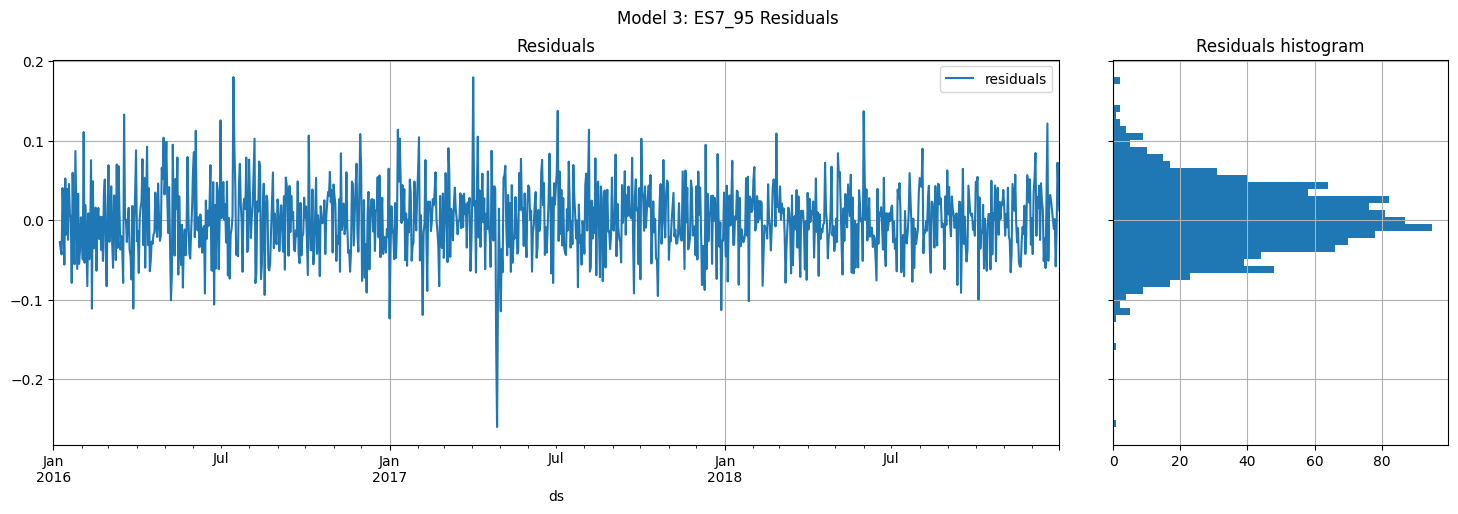 Model 3: ES7_95 Residuals
Residuals
Residuals histogram
residuals
0.2
0.1
0.0
−0.1
−0.2
Jan
2016
Jul
Jan
2017
Jul
Jan
2018
Jul
ds
0
20
40
60
80